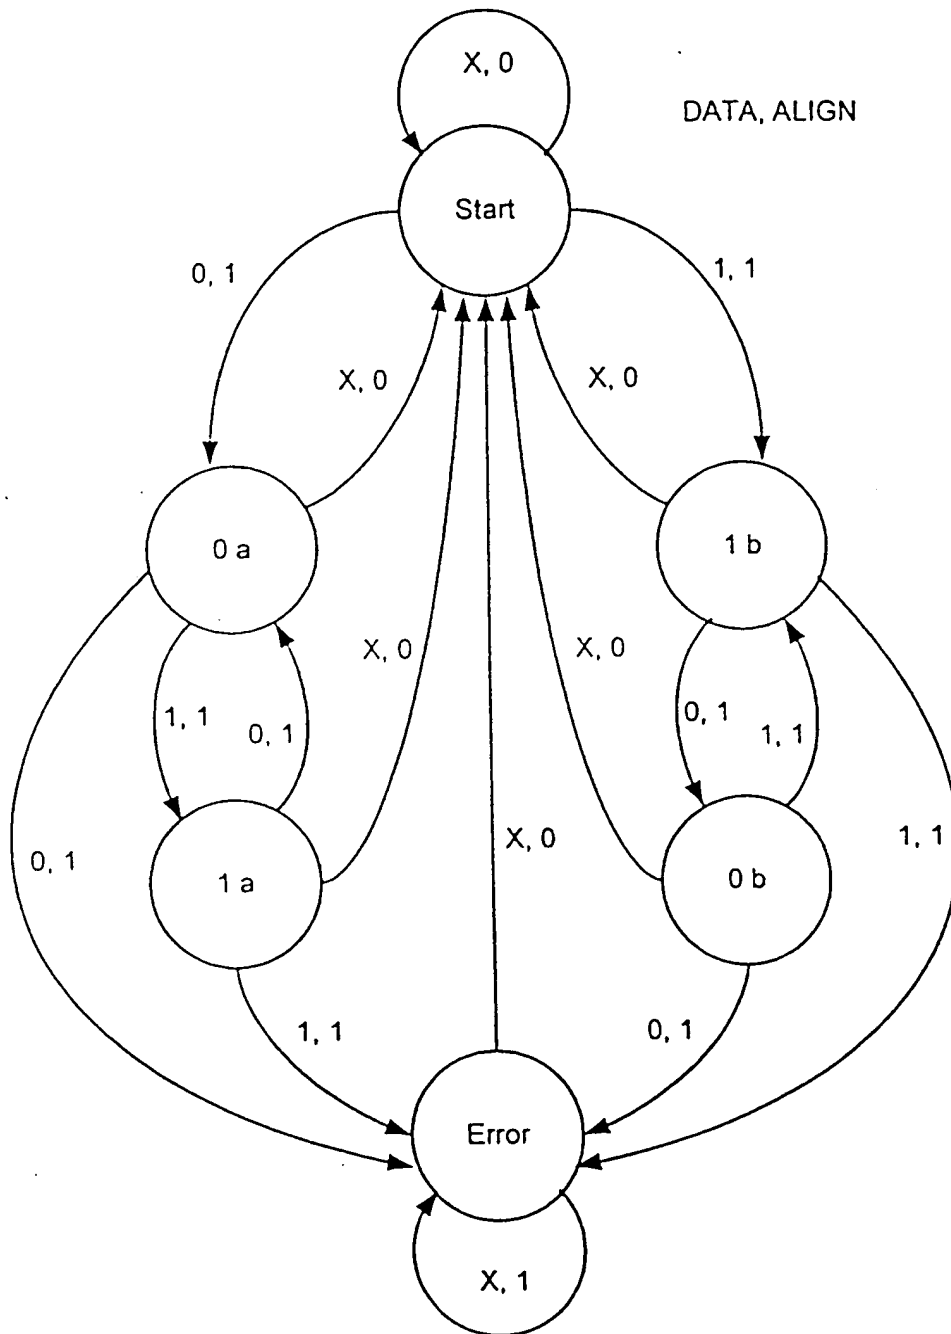 X, 0
DATA, ALIGN
Start
0, 1
1, 1
X, 0
X, 0
0 a
1 b
X, 0
X, 0
1, 1
0, 1
0, 1
1, 1
0, 1
X, 0
1, 1
1 a
0 b
1, 1
0, 1
Error
X, 1